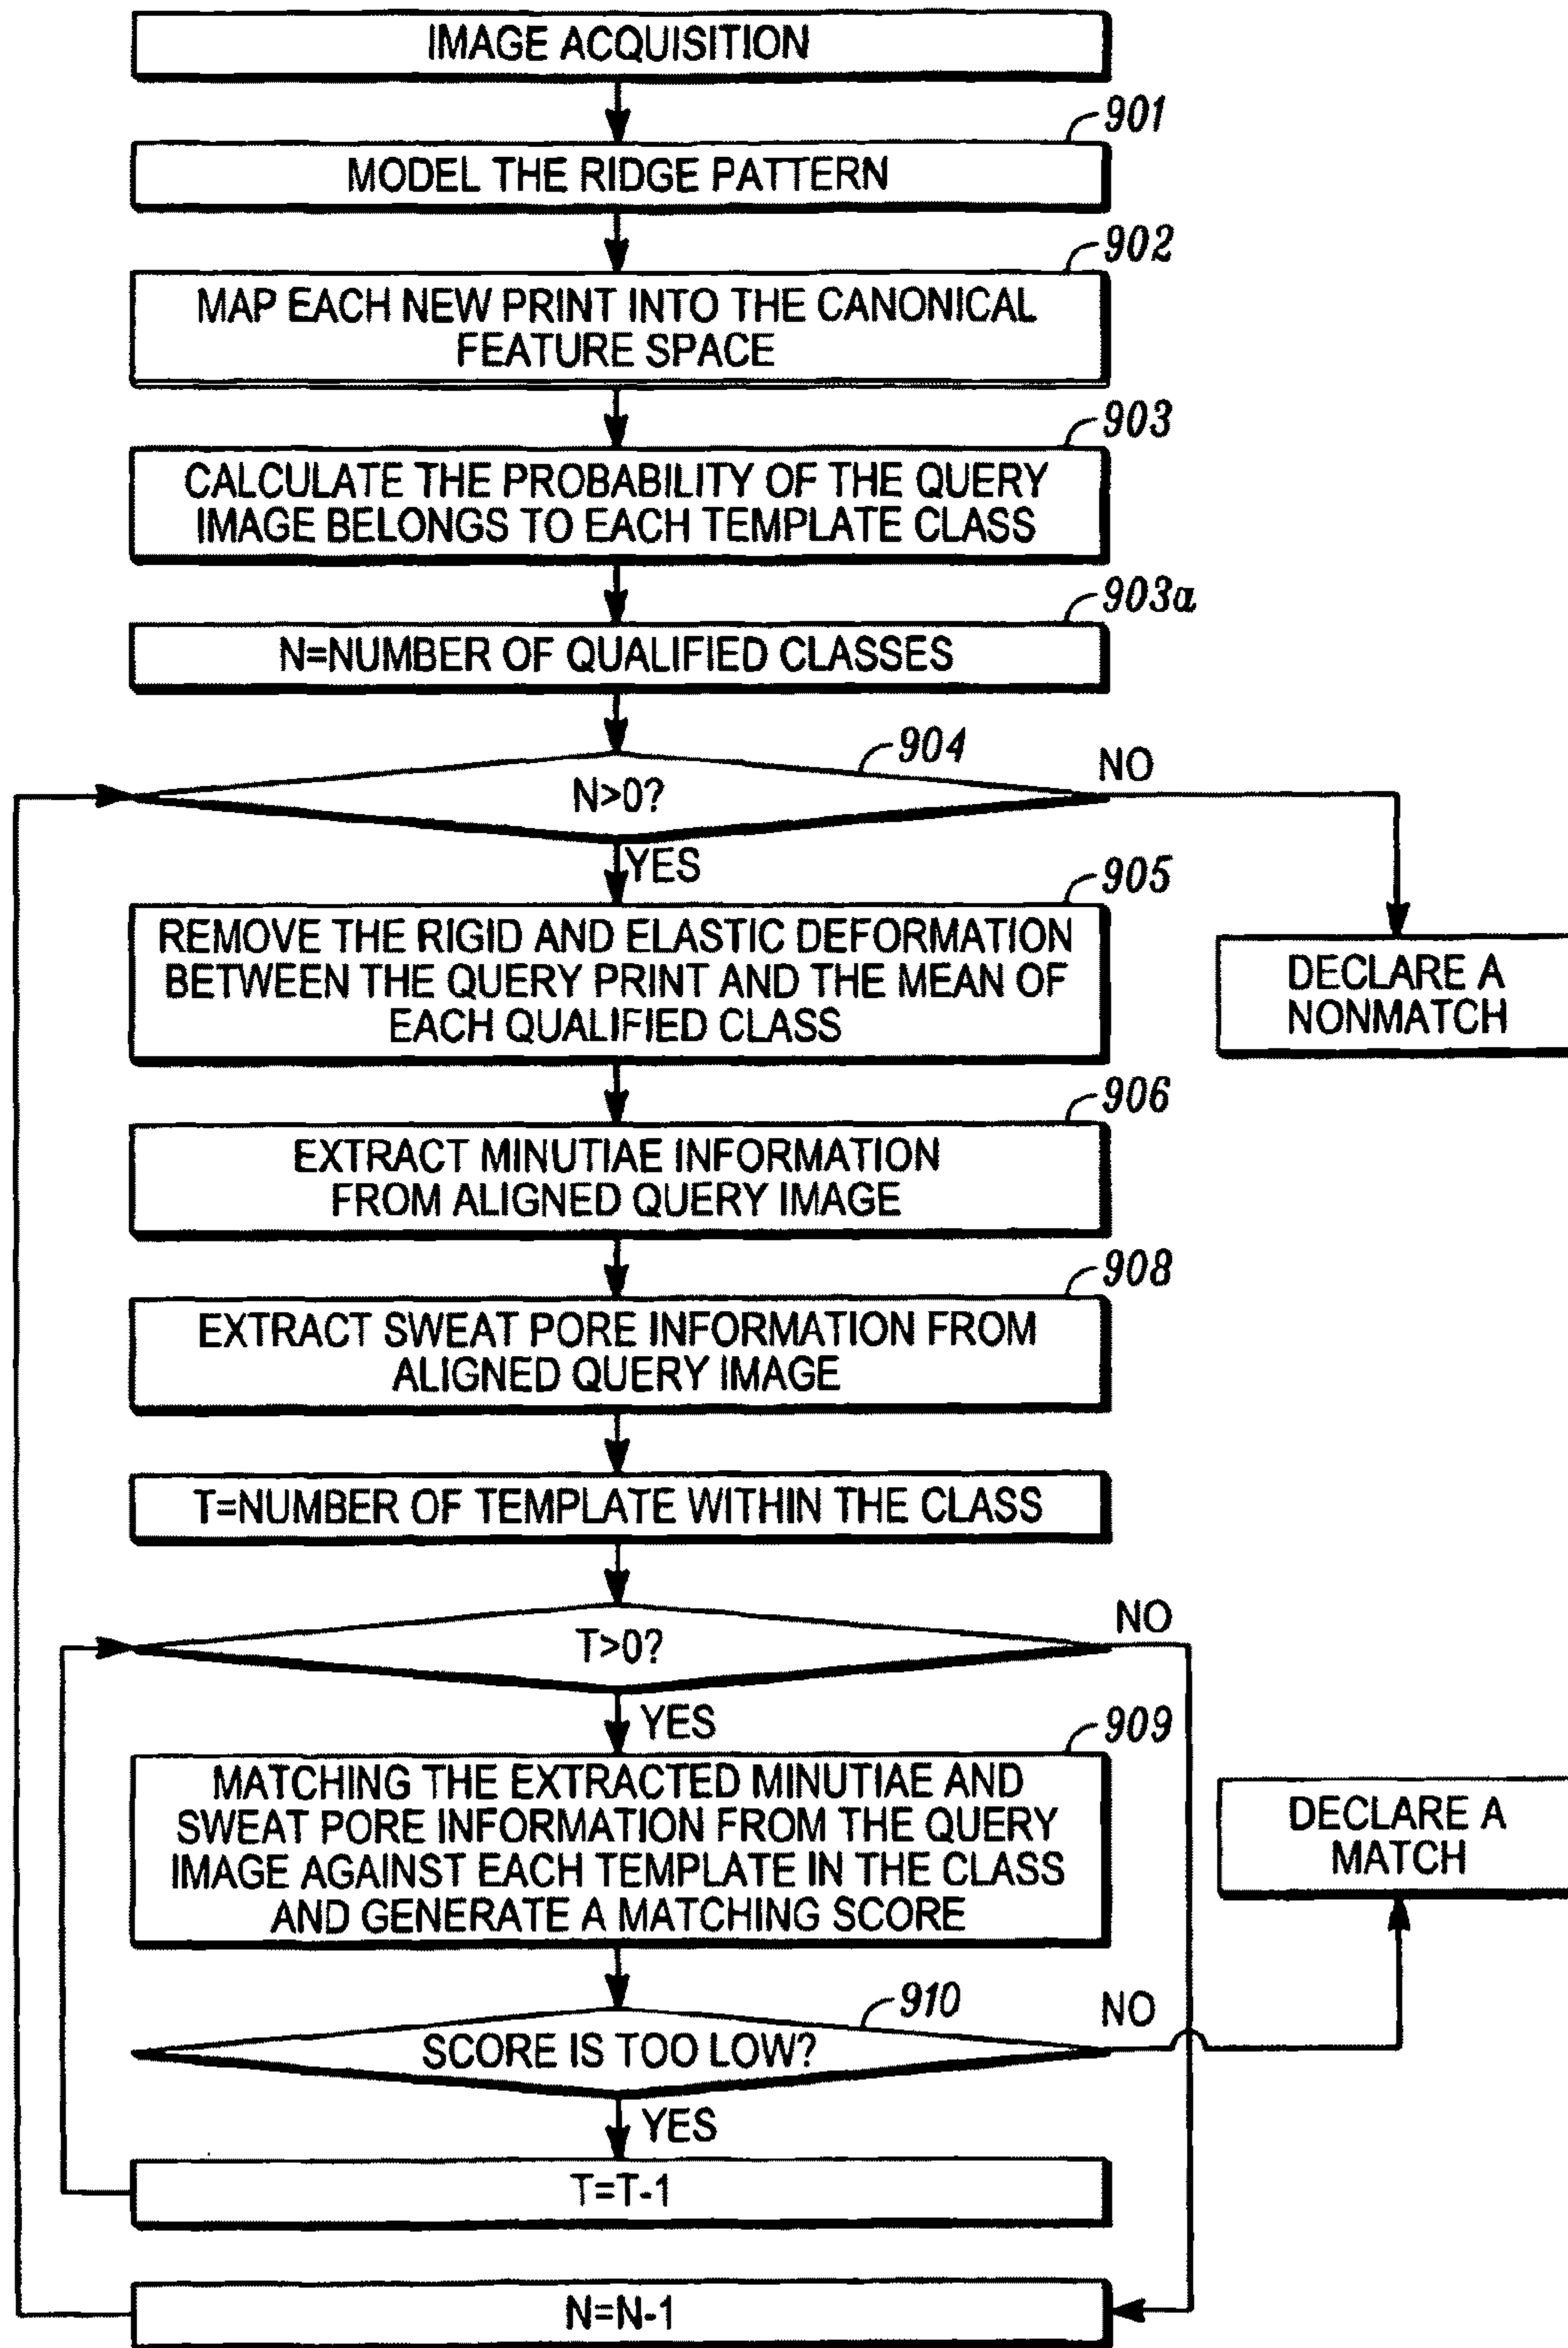 IMAGE ACQUISITION
901
MODEL THE RIDGE PATTERN
902
MAP EACH NEW PRINT INTO THE CANONICAL
FEATURE SPACE
903
CALCULATE THE PROBABILITY OF THE QUERY
IMAGE BELONGS TO EACH TEMPLATE CLASS
903a
N=NUMBER OF QUALIFIED CLASSES
904
N>0?
NO
YES
905
REMOVE THE RIGID AND ELASTIC DEFORMATION
BETWEEN THE QUERY PRINT AND THE MEAN OF
EACH QUALIFIED CLASS
DECLARE A
NONMATCH
906
EXTRACT MINUTIAE INFORMATION
FROM ALIGNED QUERY IMAGE
908
EXTRACT SWEAT PORE INFORMATION FROM
ALIGNED QUERY IMAGE
T=NUMBER OF TEMPLATE WITHIN THE CLASS
T>0?
NO
YES
909
MATCHING THE EXTRACTED MINUTIAE AND
SWEAT PORE INFORMATION FROM THE QUERY
IMAGE AGAINST EACH TEMPLATE IN THE CLASS
AND GENERATE A MATCHING SCORE
DECLARE A
MATCH
910
SCORE IS TOO LOW?
NO
YES
T=T-1
N=N-1